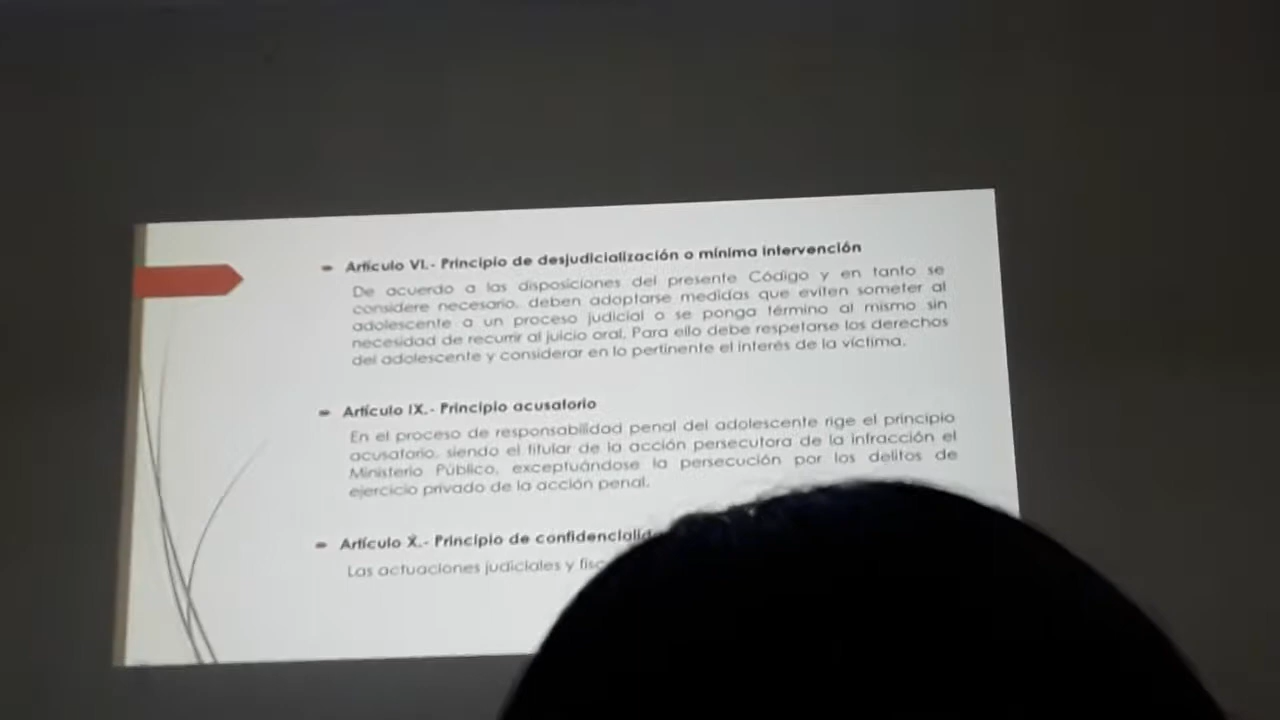 Artículo VI.- Principio de desjudicialización o mínima intervención
De acuerdo a las disposiciones del presente Código y en tanto se
considere necesario, deben adoptarse medidas que eviten someter al
adolescente a un proceso judicial o se ponga término al mismo sin
necesidad de recurrir al juicio oral. Para ello debe respetarse los derechos
del adolescente y considerar en lo pertinente el interés de la víctima.
Artículo IX.- Principio acusatorio
En el proceso de responsabilidad penal del adolescente rige el principio
acusatorio, siendo el titular de la acción persecutora de la infracción el
Ministerio Público, exceptuándose la persecución por los delitos de
ejercicio privado de la acción penal.
Artículo X.- Principio de
Las actuaciones judiciales y